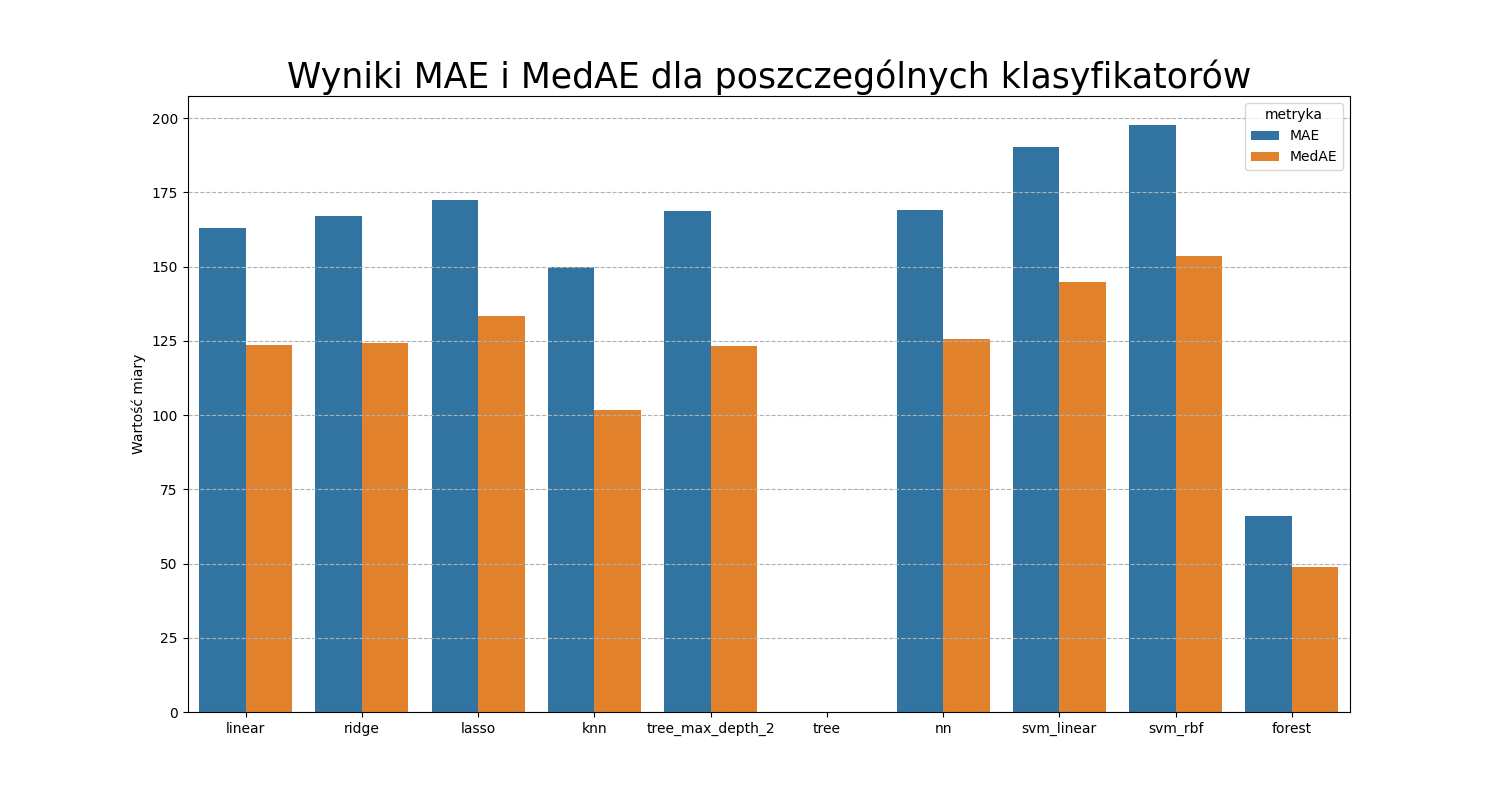 Wyniki MAE i MedAE dla poszczególnych klasyfikatorów
metryka
MAE
MedAE
Wartość miary
200
175
150
125
100
75
50
25
0
linear ridge lasso knn tree_max_depth_2 tree nn svm_linear svm_rbf forest